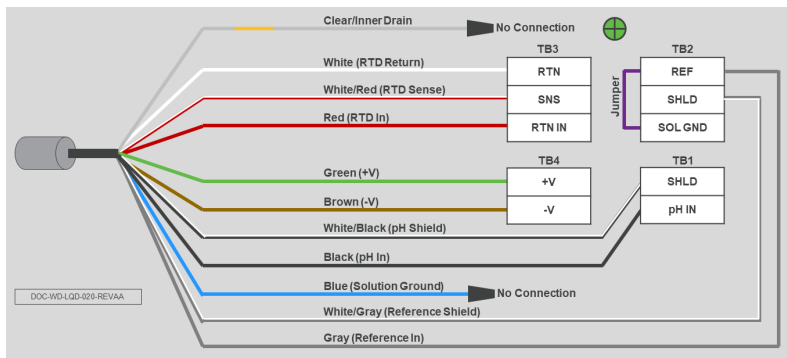 Clear/Inner Drain
No Connection
TB3
TB2
White (RTD Return)
RTN
REF
White/Red (RTD Sense)
SNS
Jumper
SHLD
Red (RTD In)
RTN IN
SOL GND
TB4
TB1
Green (+V)
+V
SHLD
Brown (-V)
-V
pH IN
White/Black (pH Shield)
Black (pH In)
Blue (Solution Ground)
No Connection
DOC-WD-LQD-020-REVAA
White/Gray (Reference Shield)
Gray (Reference In)